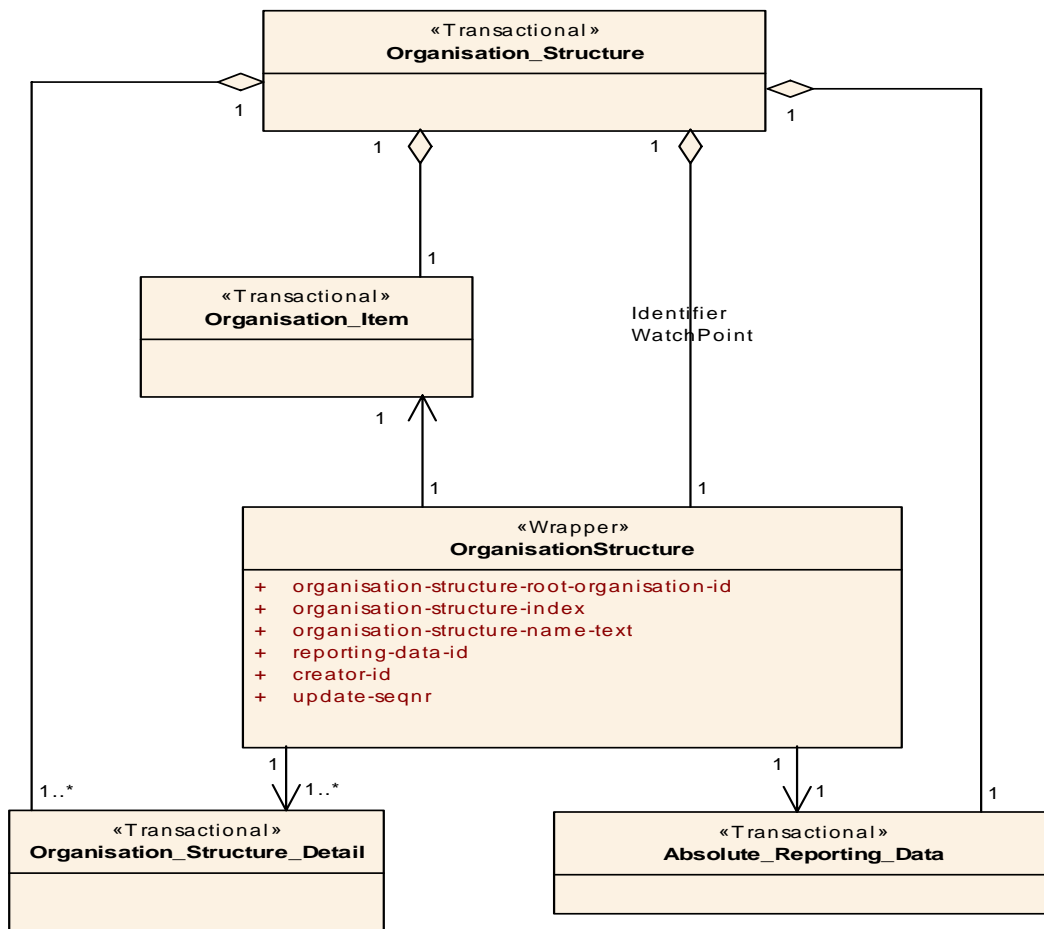 «Transactional»
Organisation_Structure
1
1
1
1
1
«Transactional»
Organisation_Item
Identifier
WatchPoint
1
1
1
«Wrapper»
OrganisationStructure
+ organisation-structure-root-organisation-id
+ organisation-structure-index
+ organisation-structure-name-text
+ reporting-data-id
+ creator-id
+ update-seqnr
1
1
1..*
1..*
1
1
«Transactional»
Organisation_Structure_Detail
«Transactional»
Absolute_Reporting_Data